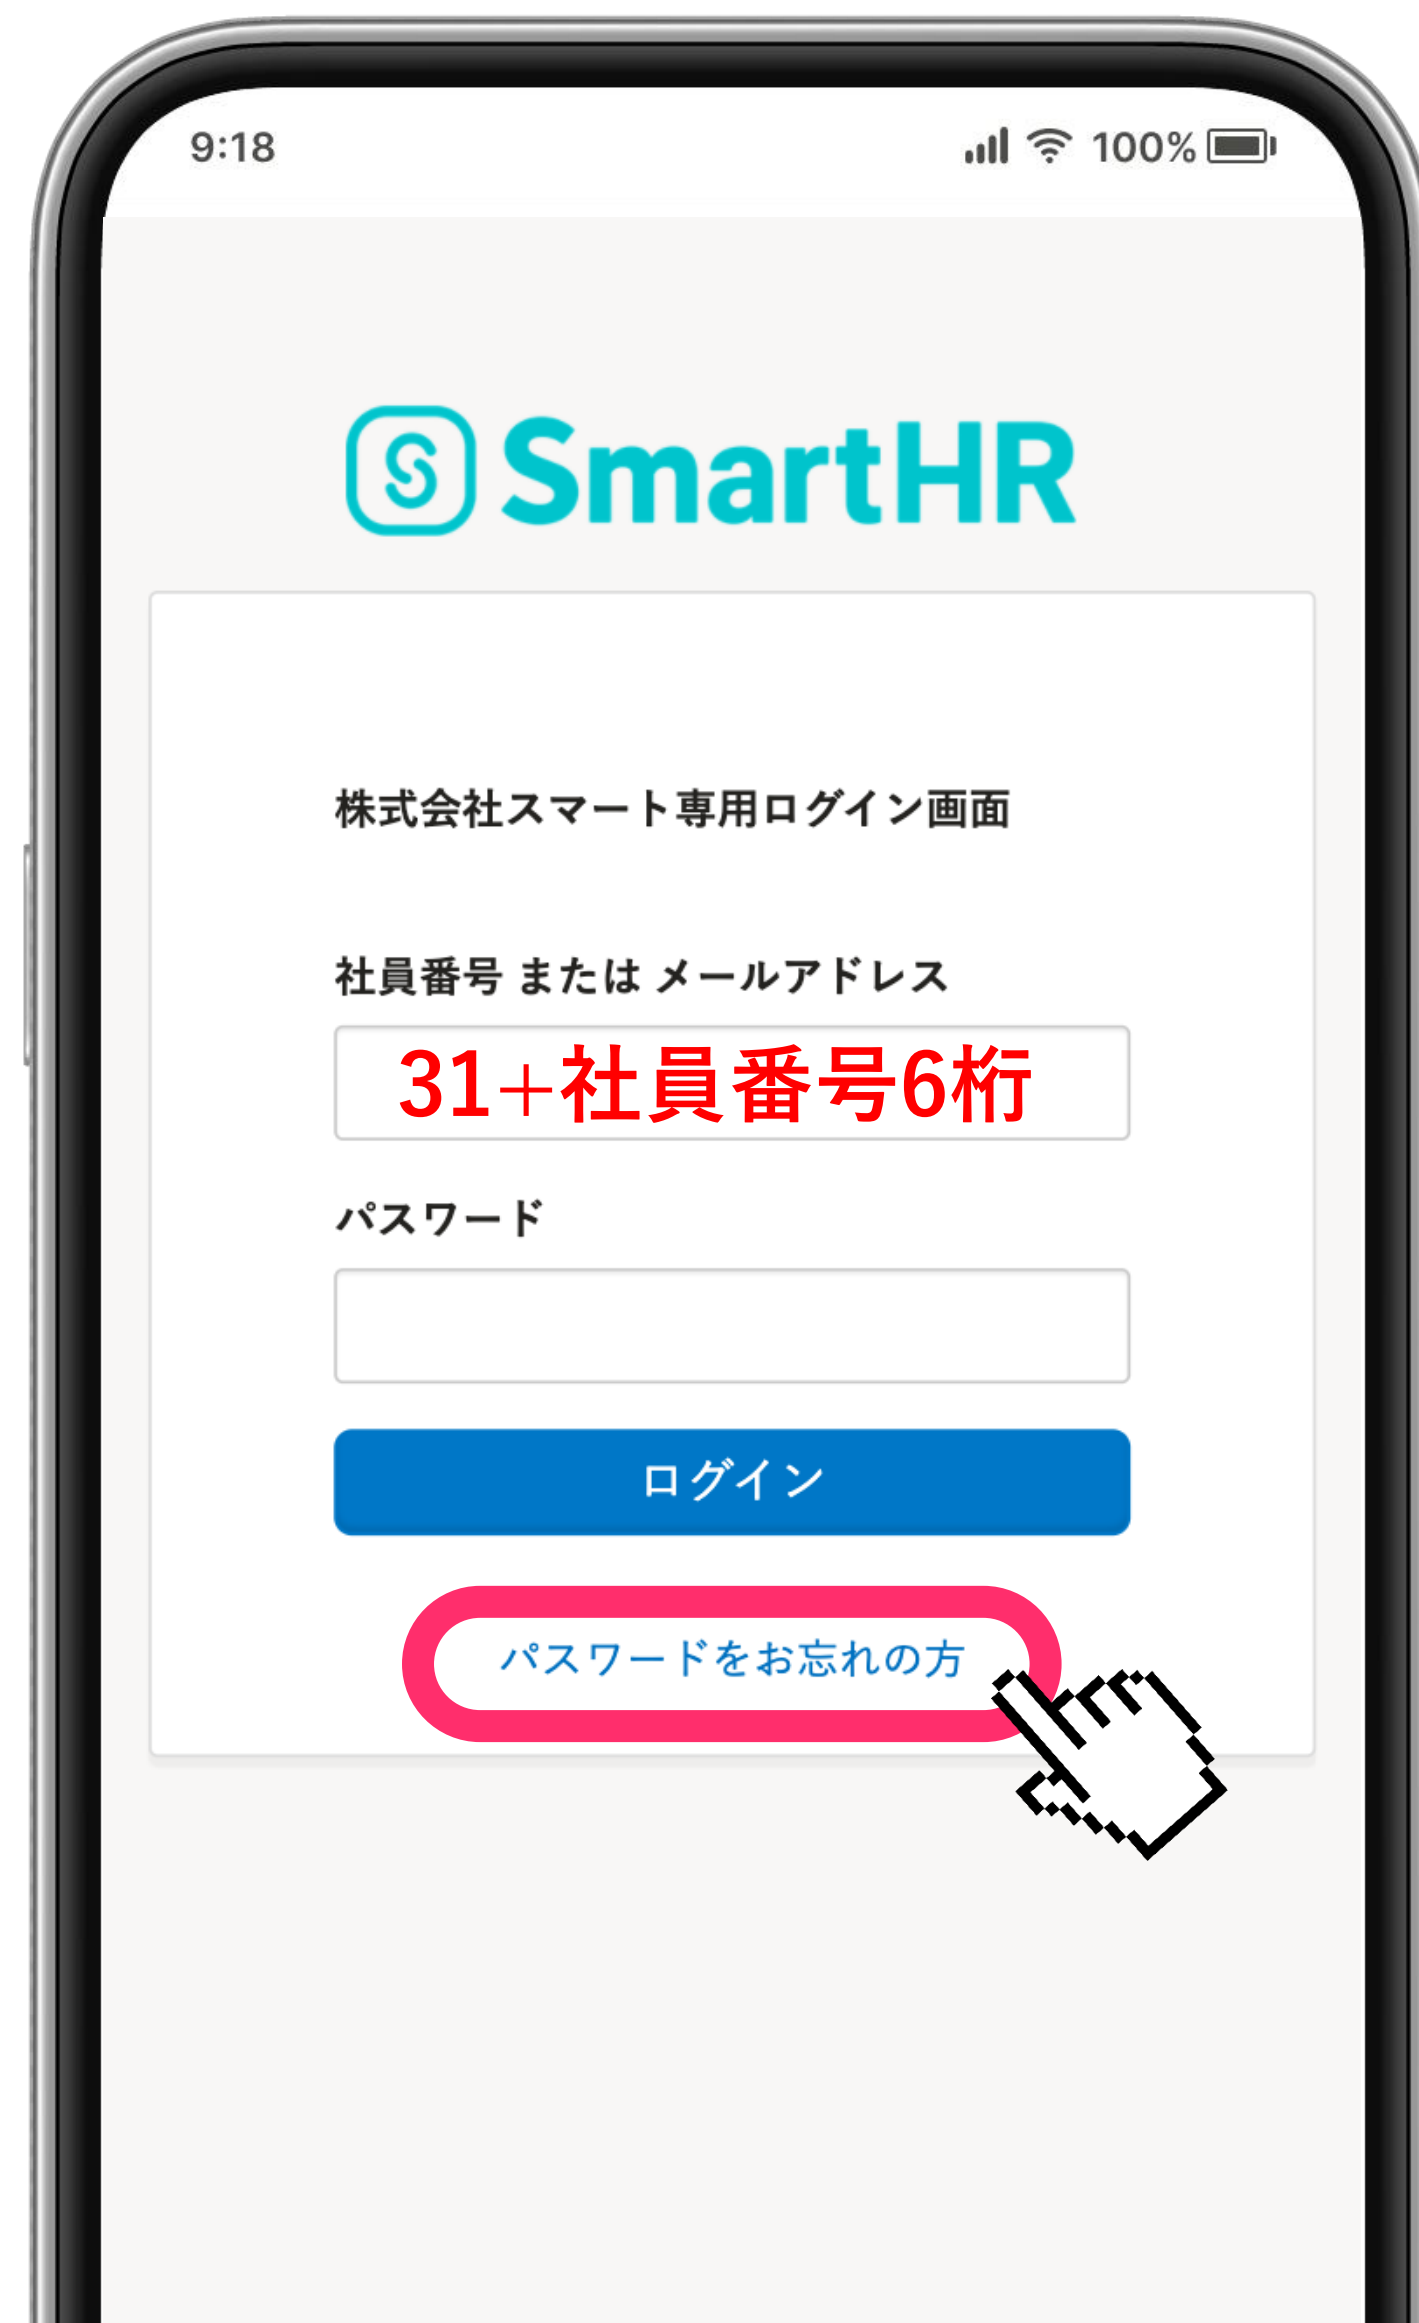 9:18 100%
SmartHR
株式会社スマート専用ログイン画面
社員番号 または メールアドレス
31+社員番号6桁
パスワード
ログイン
パスワードをお忘れの方